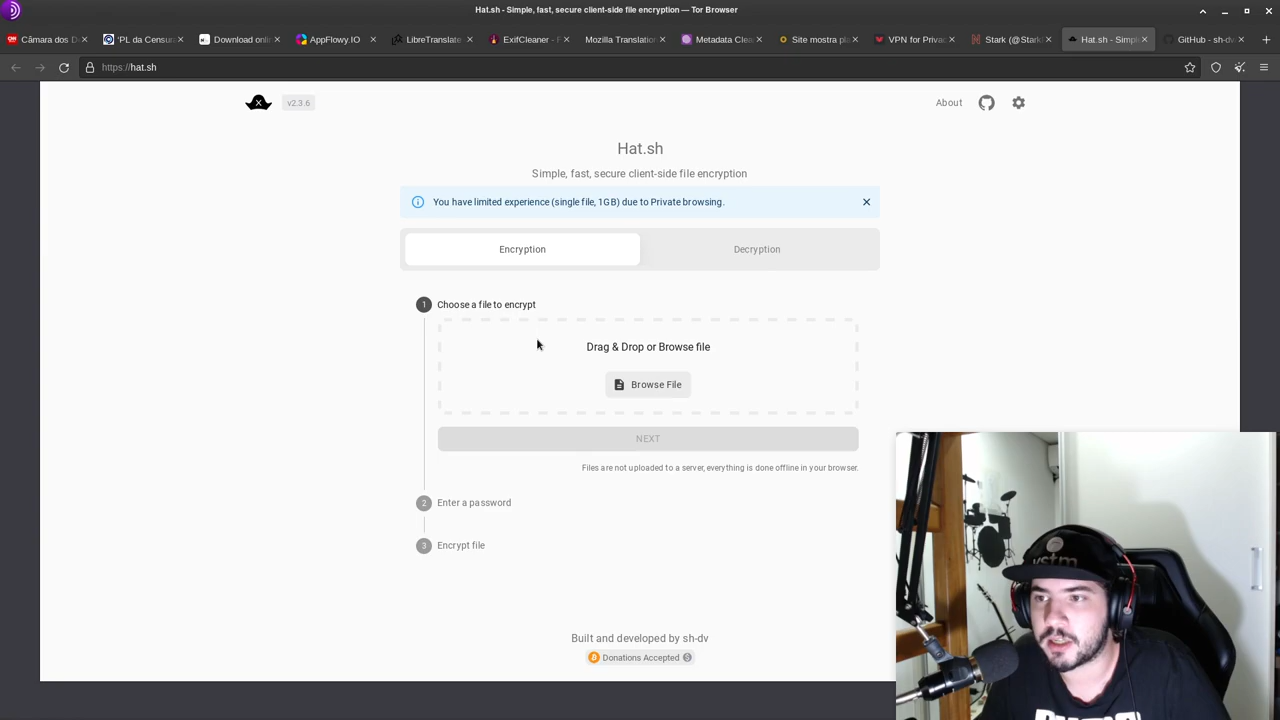 Hat.sh - Simple, fast, secure client-side file encryption — Tor Browser
Câmara dos D
'PL da Censu
Download onli
AppFlowy.IO
LibreTranslate
ExifCleaner - F
Mozilla Translation
Metadata Clea
Site mostra pla
VPN for Privac
Stark (@Stark
Hat.sh - Simpl
GitHub - sh-dv
https://hat.sh
X
v2.3.6
About
Hat.sh
Simple, fast, secure client-side file encryption
You have limited experience (single file, 1GB) due to Private browsing.
Encryption
Decryption
1 Choose a file to encrypt
Drag & Drop or Browse file
Browse File
NEXT
Files are not uploaded to a server, everything is done offline in your browser.
2 Enter a password
3 Encrypt file
Built and developed by sh-dv
Donations Accepted